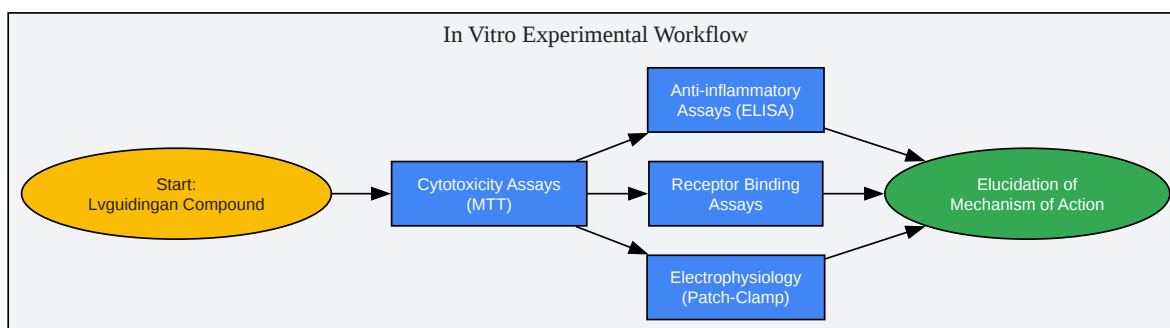 In Vitro Experimental Workflow
Start:
Lvguidingan Compound
Cytotoxicity Assays
(MTT)
Anti-inflammatory
Assays (ELISA)
Receptor Binding
Assays
Electrophysiology
(Patch-Clamp)
Elucidation of
Mechanism of Action